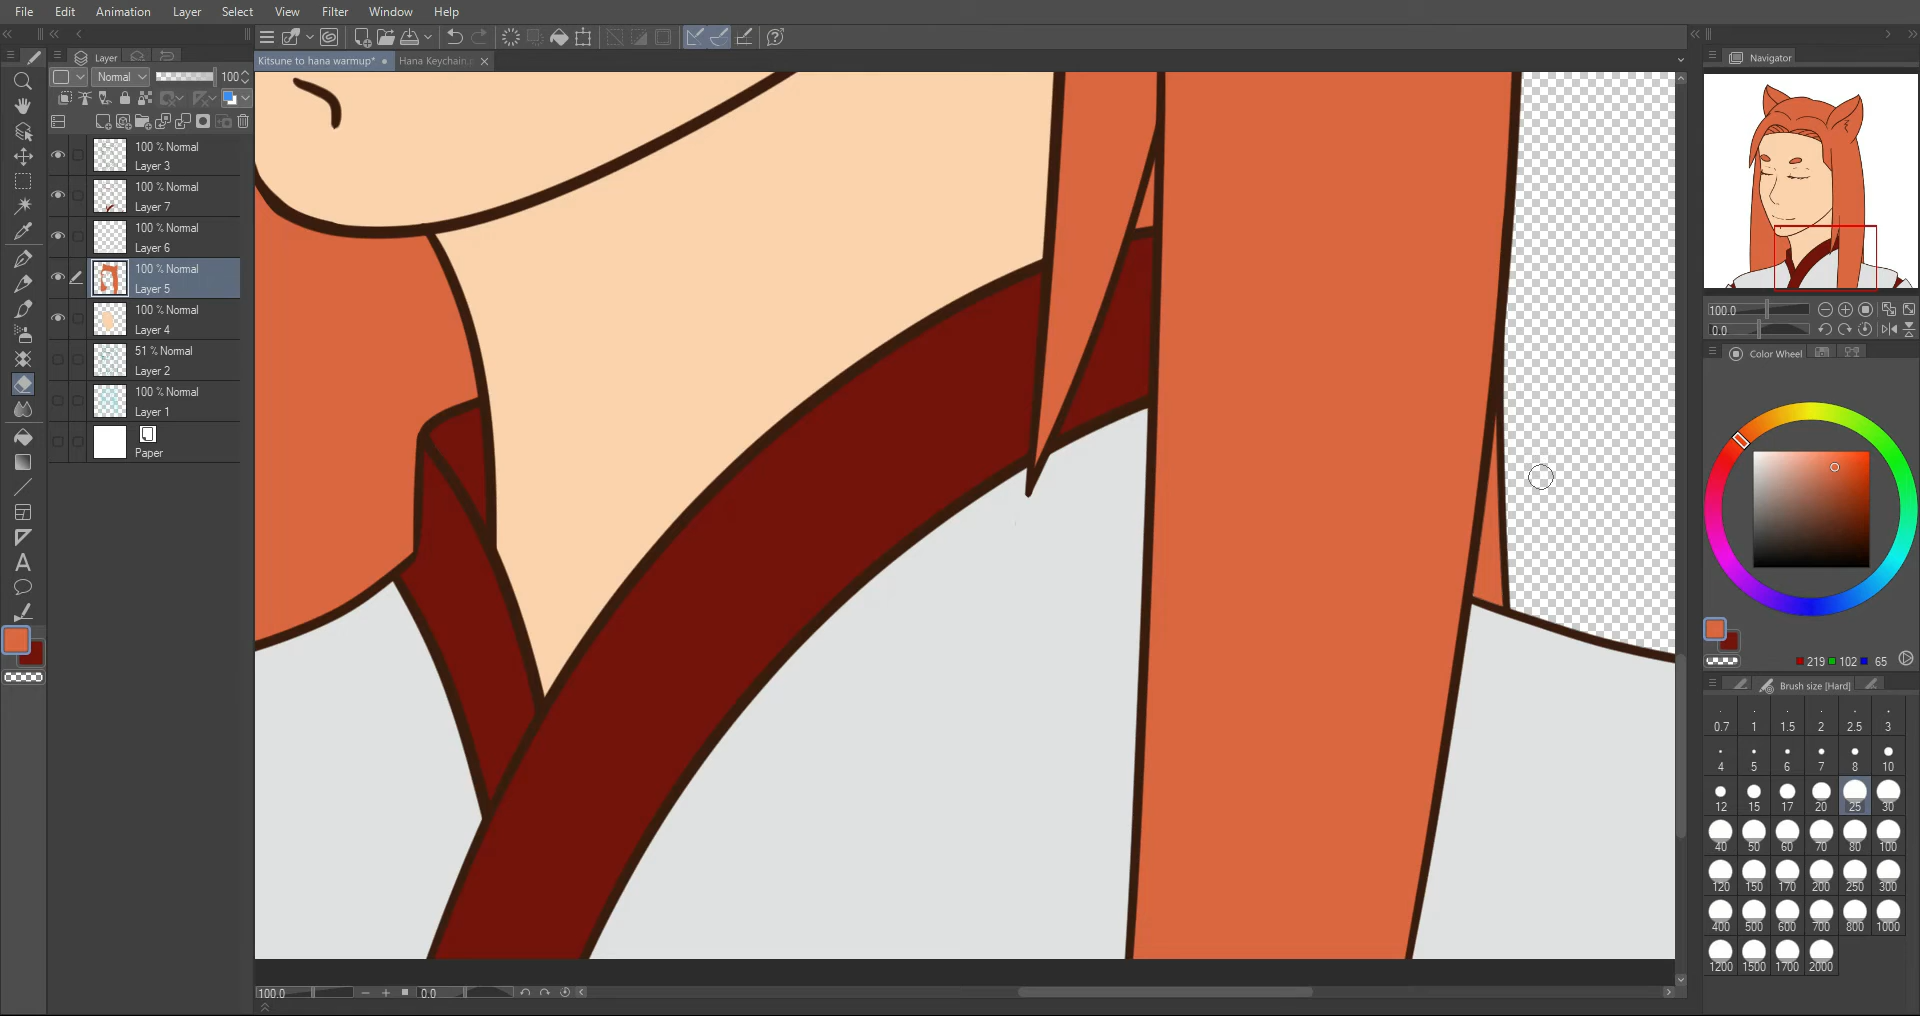 File Edit Animation Layer Select View Filter Window Help
Kitsune to hana warmup*
Hana Keychain
Layer
Normal
100
100 % Normal
Layer 3
100 % Normal
Layer 7
100 % Normal
Layer 6
100 % Normal
Layer 5
100 % Normal
Layer 4
51 % Normal
Layer 2
100 % Normal
Layer 1
Paper
A
100.0
0.0
Navigator
100.0
0.0
Color Wheel
219 102 65
Brush size [Hard]
0.7 1 1.5 2 2.5 3
4 5 6 7 8 10
12 15 17 20 25 30
40 50 60 70 80 100
120 150 170 200 250 300
400 500 600 700 800 1000
1200 1500 1700 2000